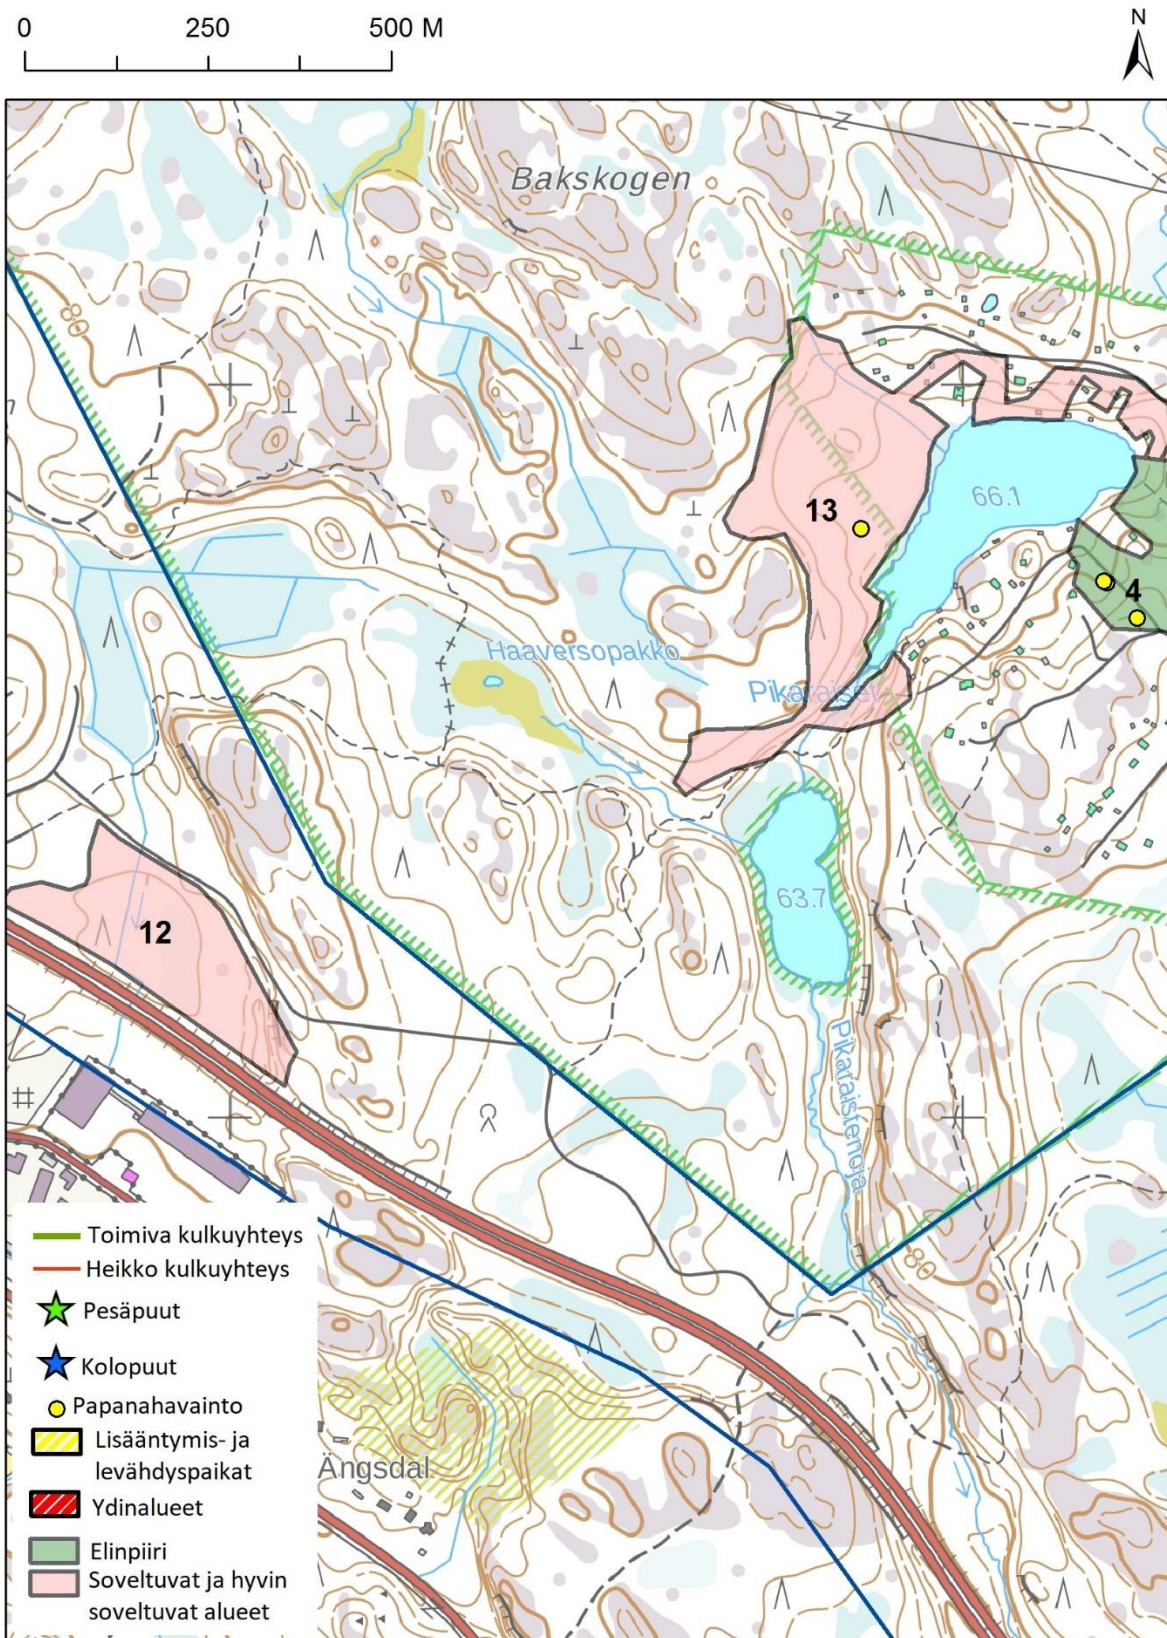 0 250 500 M
N
Bakskogen
80
66.1
13
4
Haaversopakko
Pikaraiset
63.7
12
Pikaraistenoja
80
Toimiva kulkuyhteys
Heikko kulkuyhteys
Pesäpuut
Kolopuut
Papanahavainto
Lisääntymis- ja
levähdyspaikat
Ängsdal
Ydinalueet
Elinpiiri
Soveltuvat ja hyvin
soveltuvat alueet